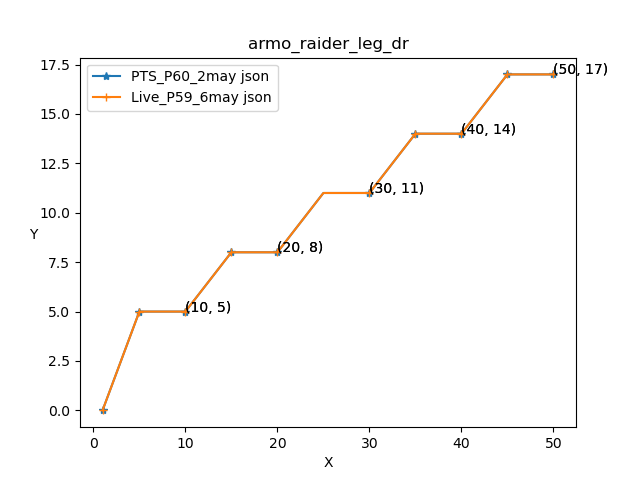 armo_raider_leg_dr
PTS_P60_2may json
Live_P59_6may json
(50, 17)
(40, 14)
(30, 11)
(20, 8)
(10, 5)
17.5
15.0
12.5
10.0
7.5
5.0
2.5
0.0
Y
0 10 20 30 40 50
X